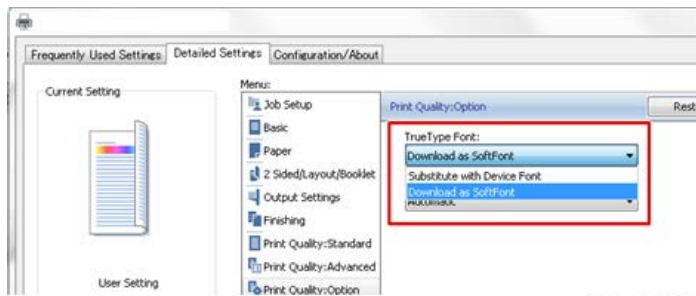 Frequently Used Settings
Detailed Settings
Configuration/About
Current Setting
User Setting
Menu:
Job Setup
Basic
Paper
2 Sided/Layout/Booklet
Output Settings
Finishing
Print Quality:Standard
Print Quality:Advanced
Print Quality:Option
Print Quality:Option
Rest
TrueType Font:
Download as SoftFont
Substitute with Device Font
Download as SoftFont
Automatic